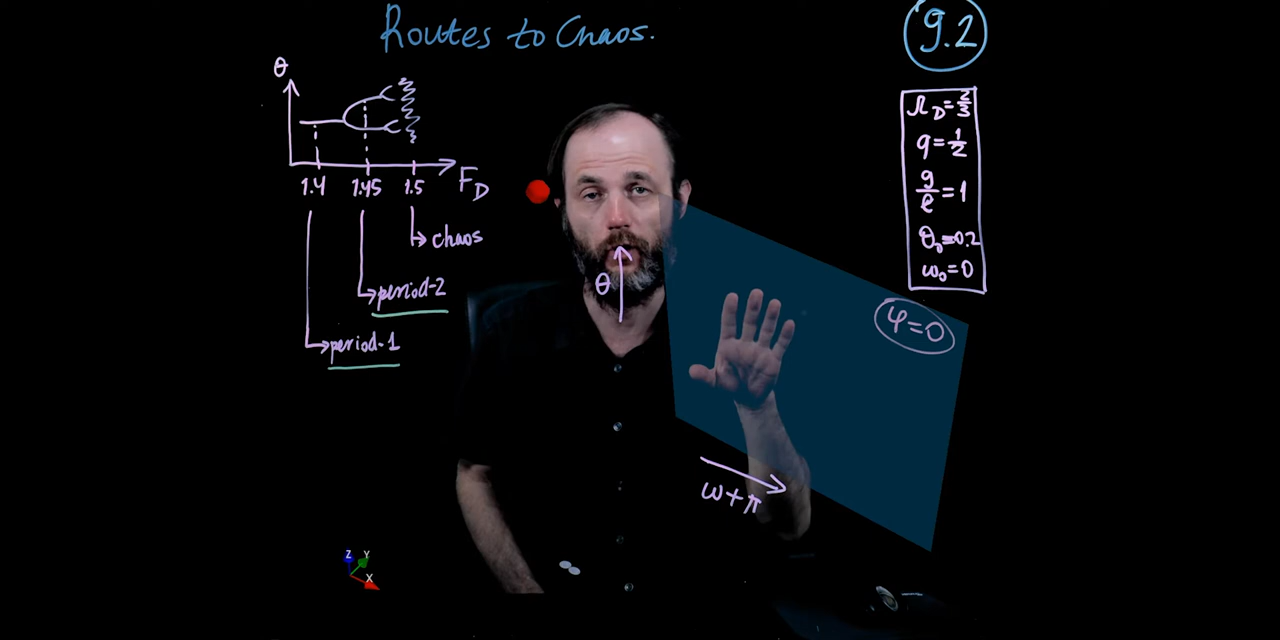 Routes to Chaos.
9.2
θ
1.4 1.45 1.5 F_D
chaos
period-2
period-1
Ω_D = 2/3
q = 1/2
g/ℓ = 1
θ₀ = 0.2
ω₀ = 0
φ = 0
θ
ω + π
Z Y
X